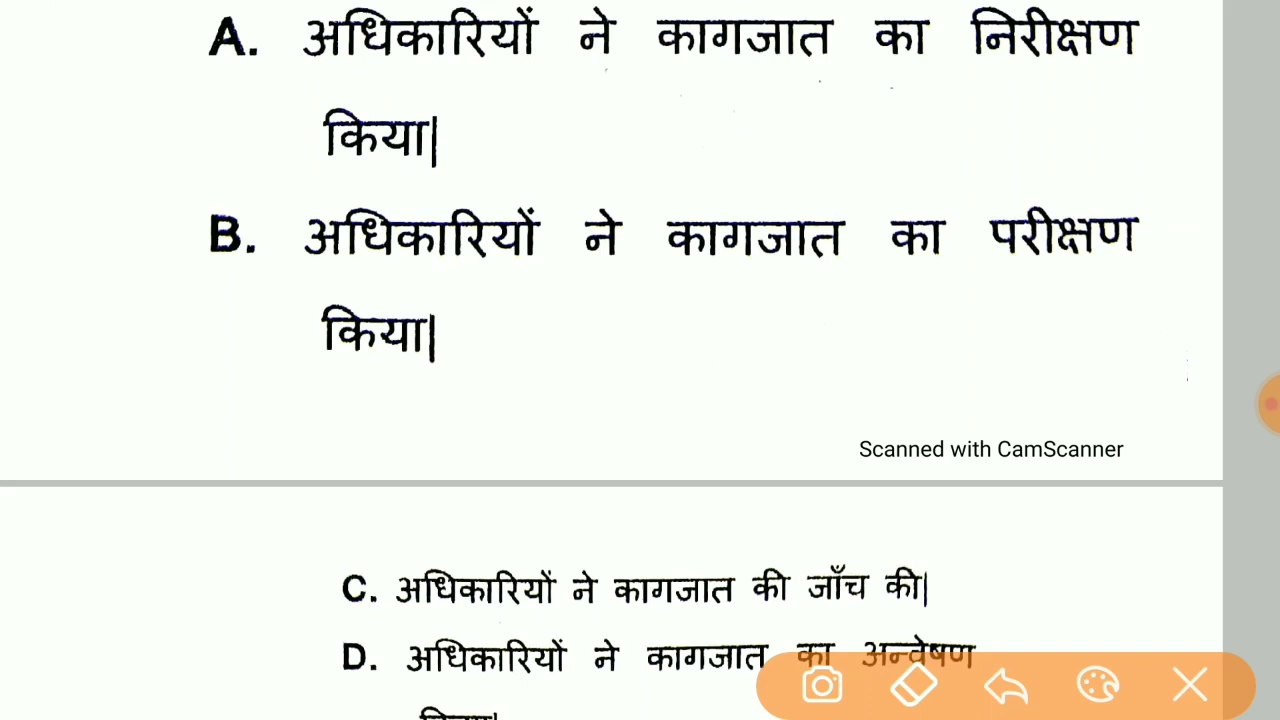 A. अधिकारियों ने कागजात का निरीक्षण
किया|
B. अधिकारियों ने कागजात का परीक्षण
किया|
Scanned with CamScanner
C. अधिकारियों ने कागजात की जाँच की|
D. अधिकारियों ने कागजात का अन्वेषण
किया|